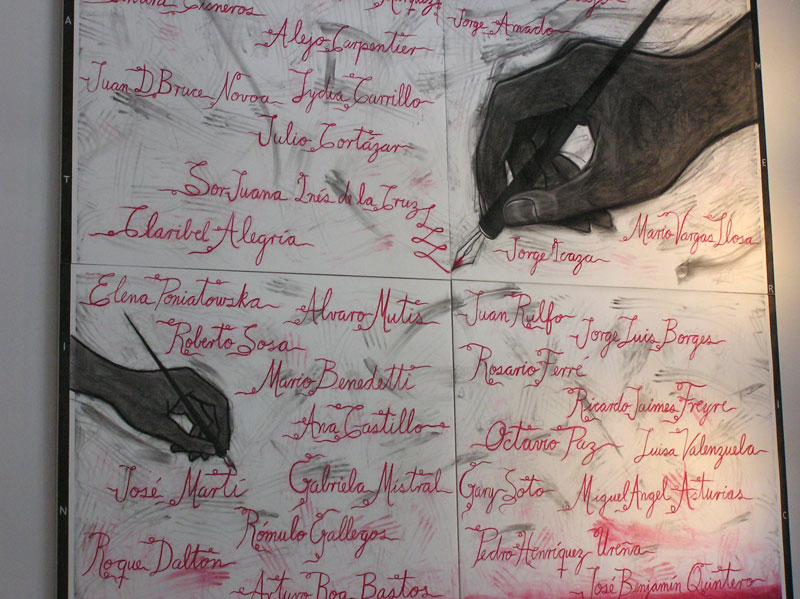 Cisneros
Márquez
Jorge Amado
Alejo Carpentier
Juan D. Bruce Novoa
Lydia Carrillo
Julio Cortázar
Sor Juana Inés de la Cruz
Claribel Alegría
Mario Vargas Llosa
Jorge Icaza
Elena Poniatowska
Alvaro Mutis
Roberto Sosa
Mario Benedetti
Ana Castillo
José Martí
Gabriela Mistral
Rómulo Gallegos
Roque Dalton
Arturo Roa Bastos
Juan Rulfo
Jorge Luis Borges
Rosario Ferré
Ricardo Jaimes Freyre
Octavio Paz
Luisa Valenzuela
Gary Soto
Miguel Angel Asturias
Pedro Henríquez Ureña
José Benjamín Quintero
A
T
I
N
M
E
R
I
C